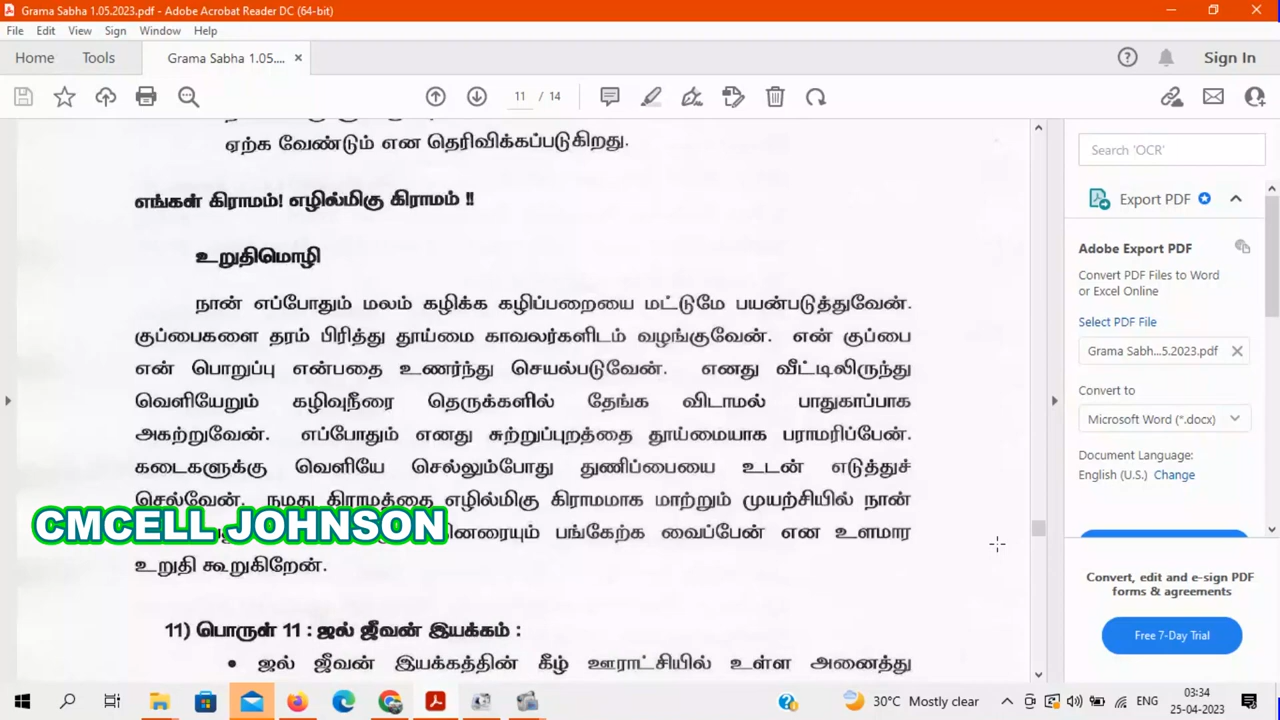 Grama Sabha 1.05.2023.pdf - Adobe Acrobat Reader DC (64-bit)
File Edit View Sign Window Help
Home Tools Grama Sabha 1.05.... Sign In
11 / 14
ஏற்க வேண்டும் என தெரிவிக்கப்படுகிறது.
எங்கள் கிராமம்! எழில்மிகு கிராமம் !!
உறுதிமொழி
நான் எப்போதும் மலம் கழிக்க கழிப்பறையை மட்டுமே பயன்படுத்துவேன்.
குப்பைகளை தரம் பிரித்து தூய்மை காவலர்களிடம் வழங்குவேன். என் குப்பை
என் பொறுப்பு என்பதை உணர்ந்து செயல்படுவேன். எனது வீட்டிலிருந்து
வெளியேறும் கழிவுநீரை தெருக்களில் தேங்க விடாமல் பாதுகாப்பாக
அகற்றுவேன். எப்போதும் எனது சுற்றுப்புறத்தை தூய்மையாக பராமரிப்பேன்.
கடைகளுக்கு வெளியே செல்லும்போது துணிப்பையை உடன் எடுத்துச்
செல்வேன். நமது கிராமத்தை எழில்மிகு கிராமமாக மாற்றும் முயற்சியில் நான்
CMCELL JOHNSON
பங்கேற்க வைப்பேன் என உளமார
உறுதி கூறுகிறேன்.
11) பொருள் 11 : ஜல் ஜீவன் இயக்கம் :
• ஜல் ஜீவன் இயக்கத்தின் கீழ் ஊராட்சியில் உள்ள அனைத்து
Search 'OCR'
Export PDF
Adobe Export PDF
Convert PDF Files to Word
or Excel Online
Select PDF File
Grama Sabh...5.2023.pdf
Convert to
Microsoft Word (*.docx)
Document Language:
English (U.S.) Change
Convert, edit and e-sign PDF
forms & agreements
Free 7-Day Trial
30°C Mostly clear ENG 03:34
25-04-2023